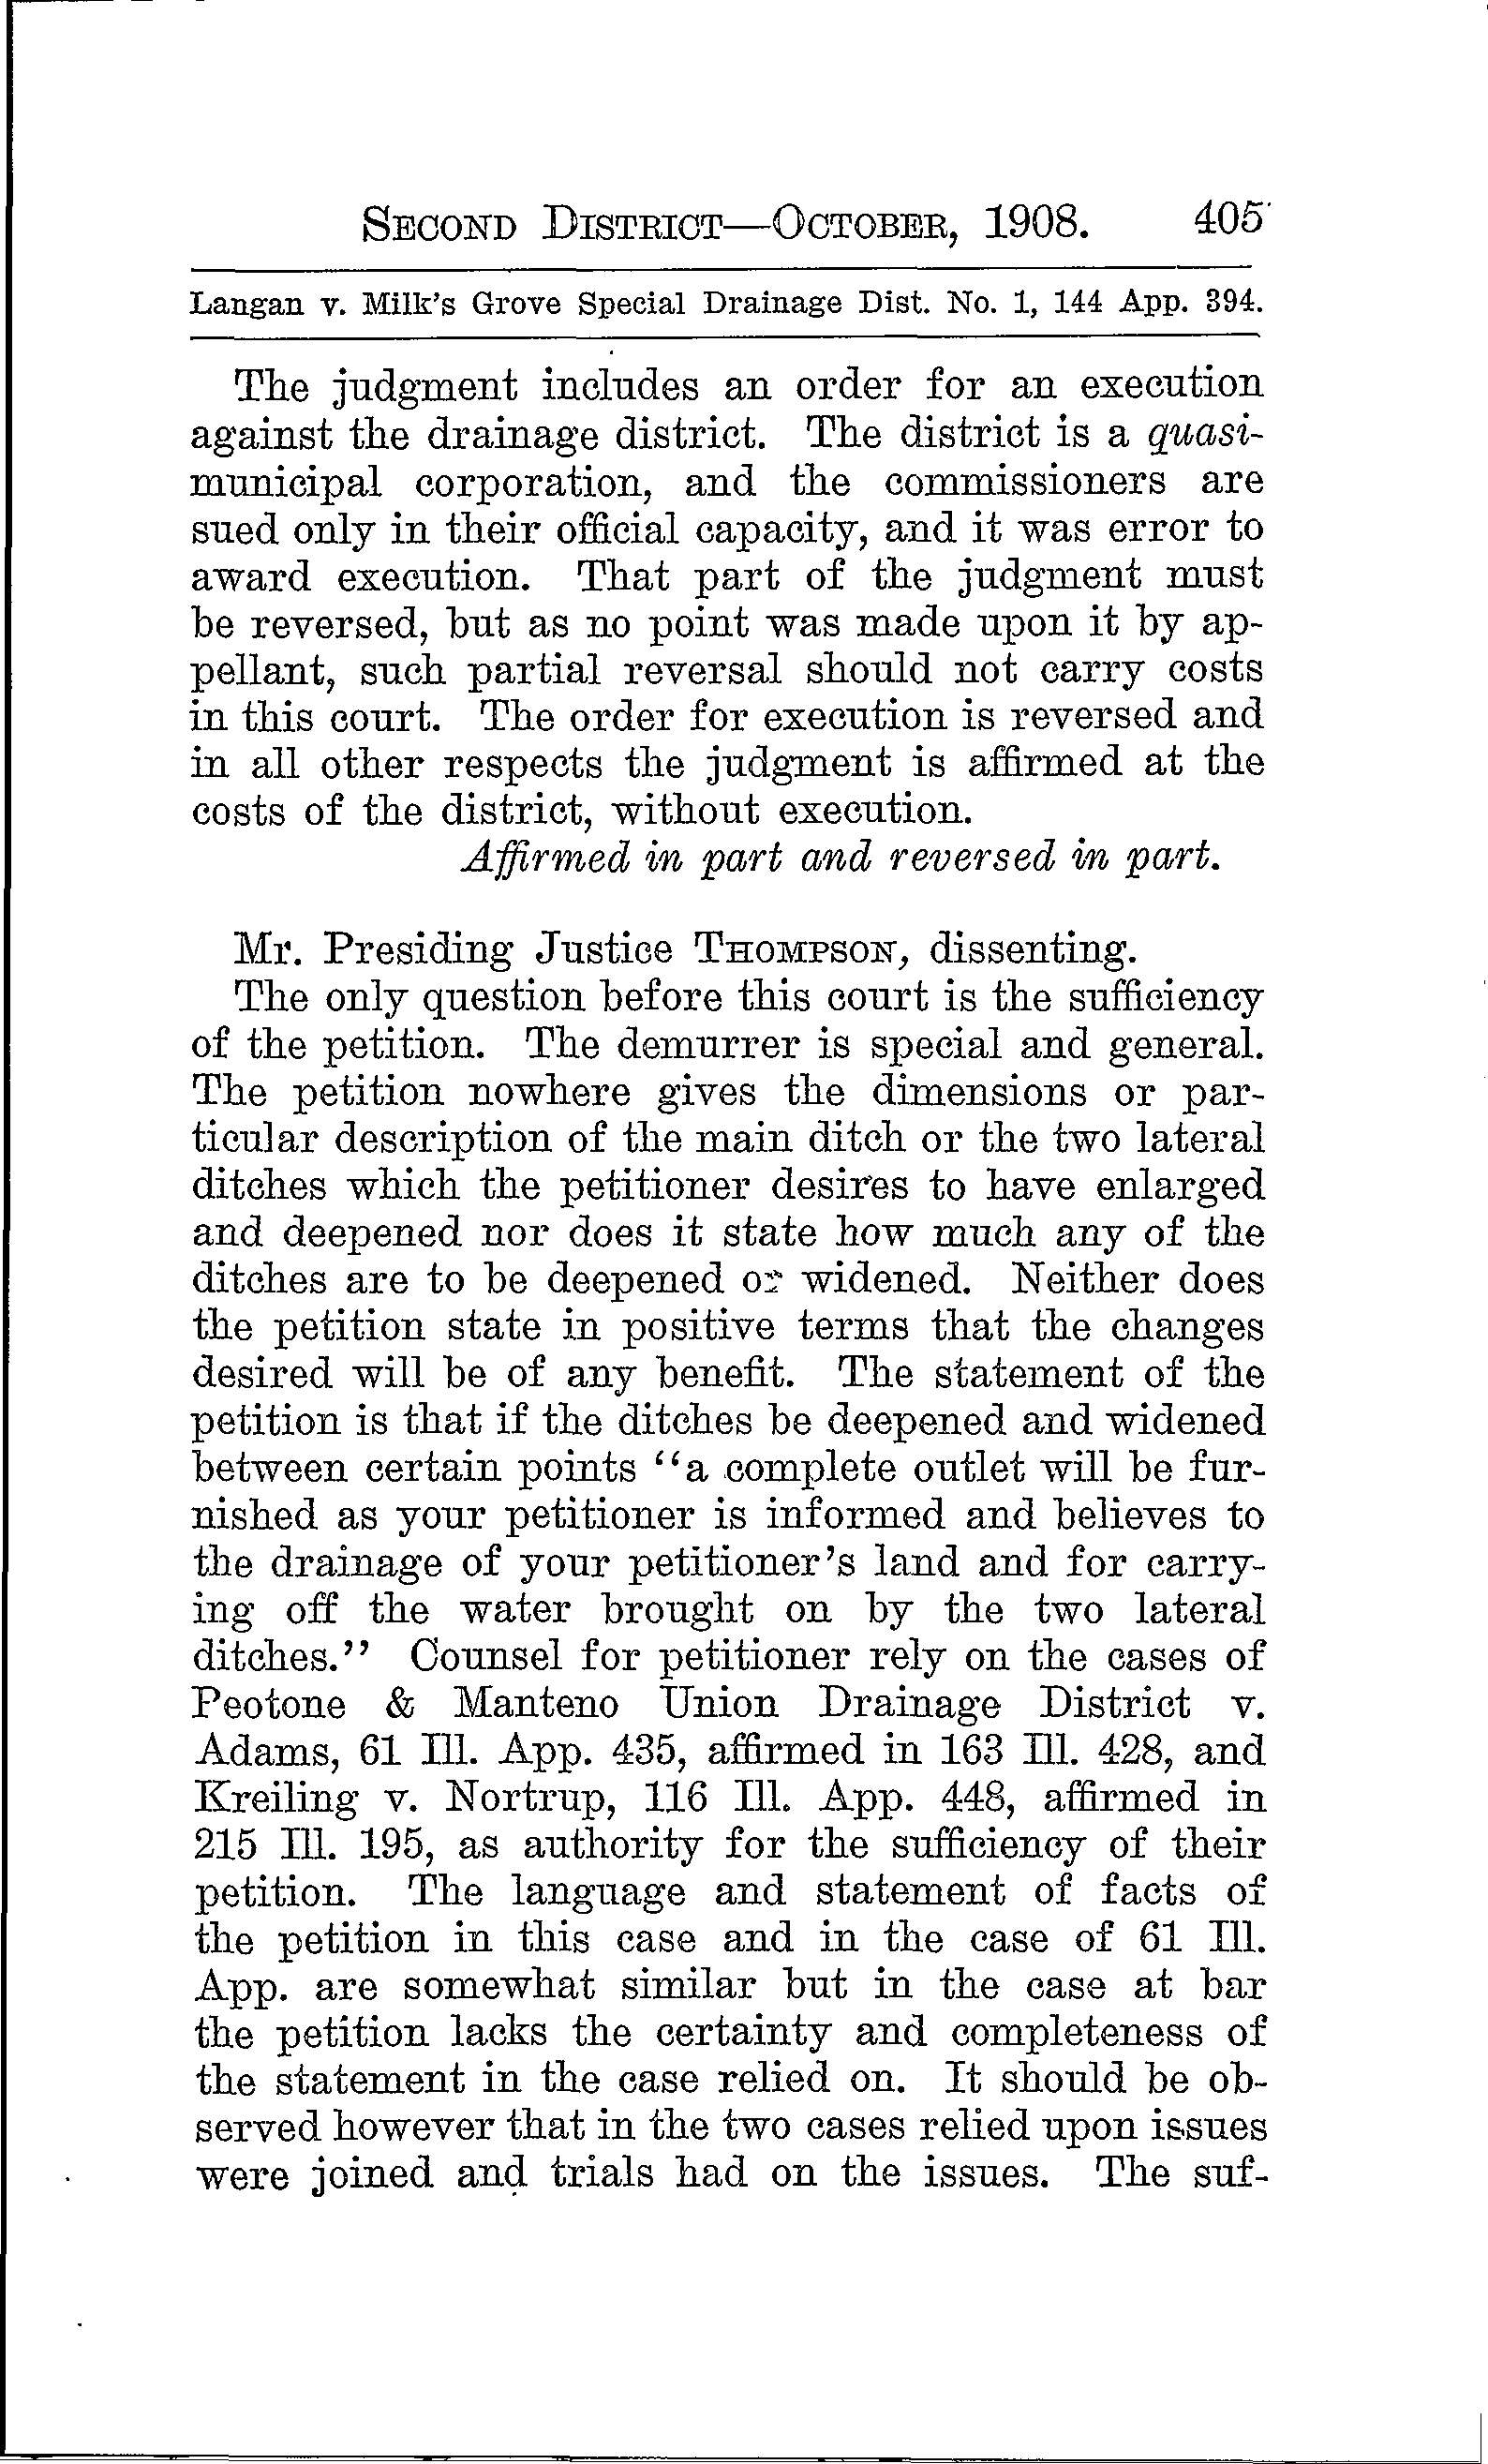 SECOND DISTRICT—OCTOBER, 1908. 405
Langan v. Milk's Grove Special Drainage Dist. No. 1, 144 App. 394.
The judgment includes an order for an execution
against the drainage district. The district is a quasi-
municipal corporation, and the commissioners are
sued only in their official capacity, and it was error to
award execution. That part of the judgment must
be reversed, but as no point was made upon it by ap-
pellant, such partial reversal should not carry costs
in this court. The order for execution is reversed and
in all other respects the judgment is affirmed at the
costs of the district, without execution.
Affirmed in part and reversed in part.
Mr. Presiding Justice THOMPSON, dissenting.
The only question before this court is the sufficiency
of the petition. The demurrer is special and general.
The petition nowhere gives the dimensions or par-
ticular description of the main ditch or the two lateral
ditches which the petitioner desires to have enlarged
and deepened nor does it state how much any of the
ditches are to be deepened or widened. Neither does
the petition state in positive terms that the changes
desired will be of any benefit. The statement of the
petition is that if the ditches be deepened and widened
between certain points "a complete outlet will be fur-
nished as your petitioner is informed and believes to
the drainage of your petitioner's land and for carry-
ing off the water brought on by the two lateral
ditches." Counsel for petitioner rely on the cases of
Peotone & Manteno Union Drainage District v.
Adams, 61 Ill. App. 435, affirmed in 163 Ill. 428, and
Kreiling v. Nortrup, 116 Ill. App. 448, affirmed in
215 Ill. 195, as authority for the sufficiency of their
petition. The language and statement of facts of
the petition in this case and in the case of 61 Ill.
App. are somewhat similar but in the case at bar
the petition lacks the certainty and completeness of
the statement in the case relied on. It should be ob-
served however that in the two cases relied upon issues
were joined and trials had on the issues. The suf-